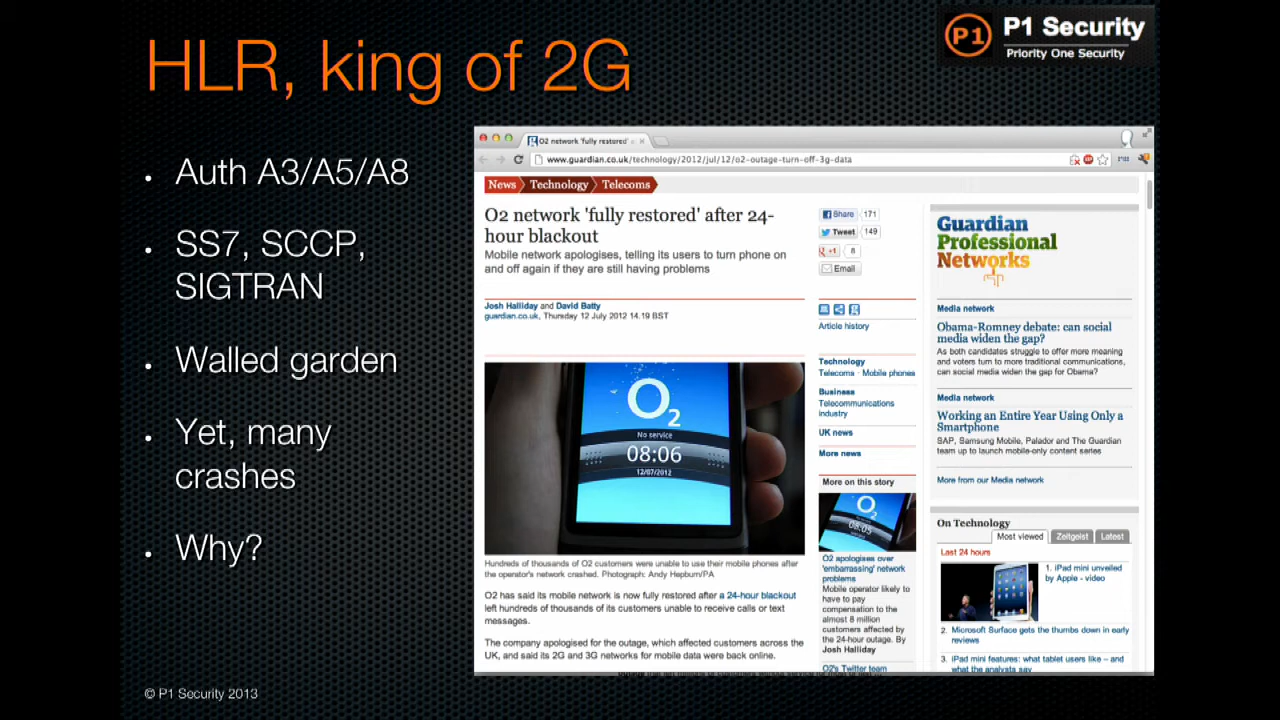 HLR, king of 2G
P1
P1 Security
Priority One Security
• Auth A3/A5/A8
• SS7, SCCP,
SIGTRAN
• Walled garden
• Yet, many
crashes
• Why?
O2 network 'fully restored' a
www.guardian.co.uk/technology/2012/jul/12/o2-outage-turn-off-3g-data
News Technology Telecoms
O2 network 'fully restored' after 24-
hour blackout
Mobile network apologises, telling its users to turn phone on
and off again if they are still having problems
Josh Halliday and David Batty
guardian.co.uk, Thursday 12 July 2012 14.19 BST
O2
No service
08:06
12/07/2012
Hundreds of thousands of O2 customers were unable to use their mobile phones after
the operator's network crashed. Photograph: Andy Hepburn/PA
O2 has said its mobile network is now fully restored after a 24-hour blackout
left hundreds of thousands of its customers unable to receive calls or text
messages.
The company apologised for the outage, which affected customers across the
UK, and said its 2G and 3G networks for mobile data were back online.
Share 171
Tweet 149
+1 8
Email
Article history
Technology
Telecoms · Mobile phones
Business
Telecommunications
industry
UK news
More news
More on this story
O2 apologises over
'embarrassing' network
problems
Mobile operator likely to
have to pay
compensation to the
almost 8 million
customers affected by
the 24-hour outage. By
Josh Halliday
O2's Twitter team
Guardian
Professional
Networks
Media network
Obama-Romney debate: can social
media widen the gap?
As both candidates struggle to offer more meaning
and voters turn to more traditional communications,
can social media widen the gap for Obama?
Media network
Working an Entire Year Using Only a
Smartphone
SAP, Samsung Mobile, Palador and The Guardian
team up to launch mobile-only content series
More from our Media network
On Technology
Most viewed Zeitgeist Latest
Last 24 hours
1. iPad mini unveiled
by Apple - video
2. Microsoft Surface gets the thumbs down in early
reviews
3. iPad mini features: what tablet users like – and
what the analysts say
© P1 Security 2013